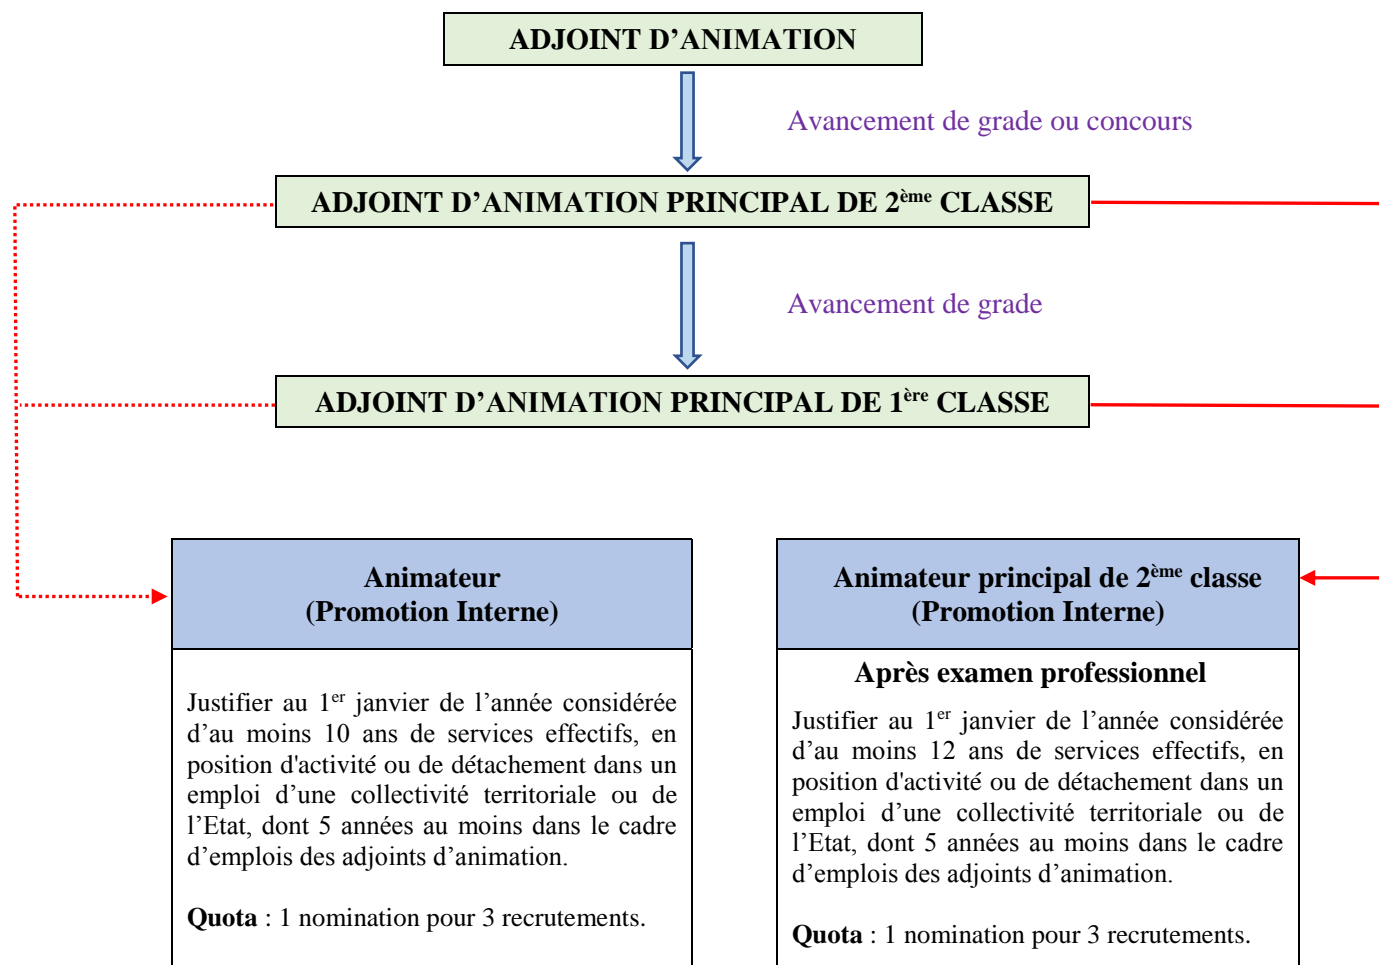 ADJOINT D’ANIMATION
Avancement de grade ou concours
ADJOINT D’ANIMATION PRINCIPAL DE 2ème CLASSE
Avancement de grade
ADJOINT D’ANIMATION PRINCIPAL DE 1ère CLASSE
Animateur
(Promotion Interne)
Justifier au 1er janvier de l’année considérée
d’au moins 10 ans de services effectifs, en
position d'activité ou de détachement dans un
emploi d’une collectivité territoriale ou de
l’Etat, dont 5 années au moins dans le cadre
d’emplois des adjoints d’animation.
Quota : 1 nomination pour 3 recrutements.
Animateur principal de 2ème classe
(Promotion Interne)
Après examen professionnel
Justifier au 1er janvier de l’année considérée
d’au moins 12 ans de services effectifs, en
position d'activité ou de détachement dans un
emploi d’une collectivité territoriale ou de
l’Etat, dont 5 années au moins dans le cadre
d’emplois des adjoints d’animation.
Quota : 1 nomination pour 3 recrutements.